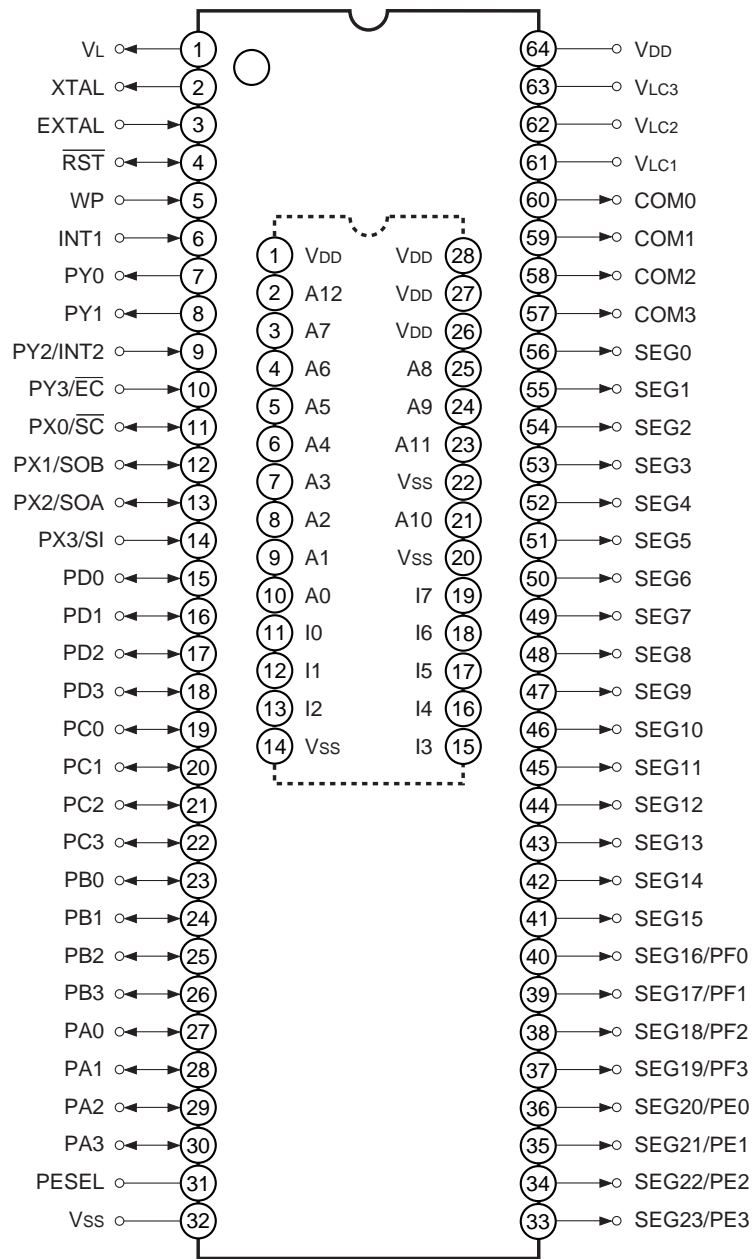 VL 1 64 VDD
XTAL 2 63 VLC3
EXTAL 3 62 VLC2
RST 4 61 VLC1
WP 5 60 COM0
INT1 6 59 COM1
1 VDD VDD 28
PY0 7 58 COM2
2 A12 VDD 27
PY1 8 57 COM3
3 A7 VDD 26
PY2/INT2 9 56 SEG0
4 A6 A8 25
PY3/EC 10 55 SEG1
5 A5 A9 24
PX0/SC 11 54 SEG2
6 A4 A11 23
PX1/SOB 12 53 SEG3
7 A3 VSS 22
PX2/SOA 13 52 SEG4
8 A2 A10 21
PX3/SI 14 51 SEG5
9 A1 VSS 20
PD0 15 50 SEG6
10 A0 I7 19
PD1 16 49 SEG7
11 I0 I6 18
PD2 17 48 SEG8
12 I1 I5 17
PD3 18 47 SEG9
13 I2 I4 16
PC0 19 46 SEG10
14 VSS I3 15
PC1 20 45 SEG11
PC2 21 44 SEG12
PC3 22 43 SEG13
PB0 23 42 SEG14
PB1 24 41 SEG15
PB2 25 40 SEG16/PF0
PB3 26 39 SEG17/PF1
PA0 27 38 SEG18/PF2
PA1 28 37 SEG19/PF3
PA2 29 36 SEG20/PE0
PA3 30 35 SEG21/PE1
PESEL 31 34 SEG22/PE2
VSS 32 33 SEG23/PE3